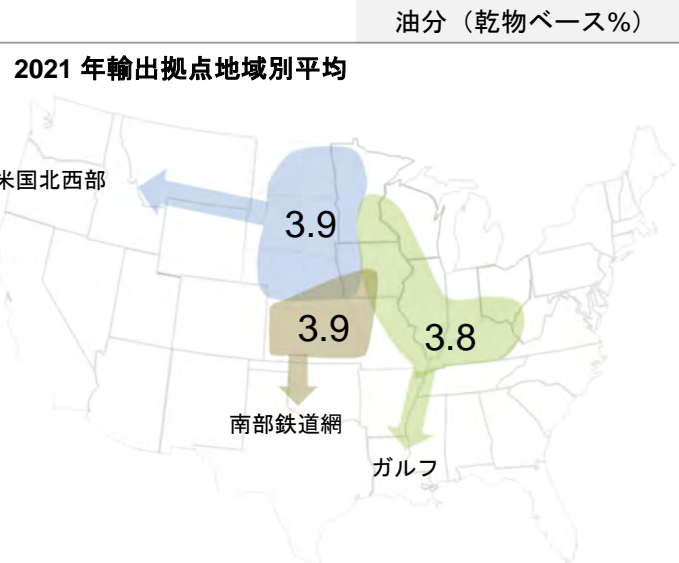 油分（乾物ベース%）
2021 年輸出拠点地域別平均
米国北西部
3.9
3.9
3.8
南部鉄道網
ガルフ